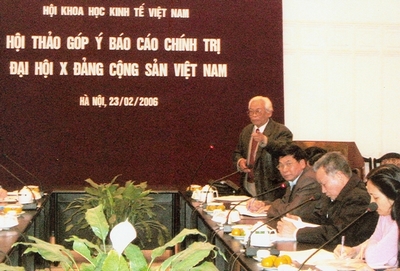 HỘI KHOA HỌC KINH TẾ VIỆT NAM
HỘI THẢO GÓP Ý BÁO CÁO CHÍNH TRỊ
ĐẠI HỘI X ĐẢNG CỘNG SẢN VIỆT NAM
HÀ NỘI, 23/02/2006